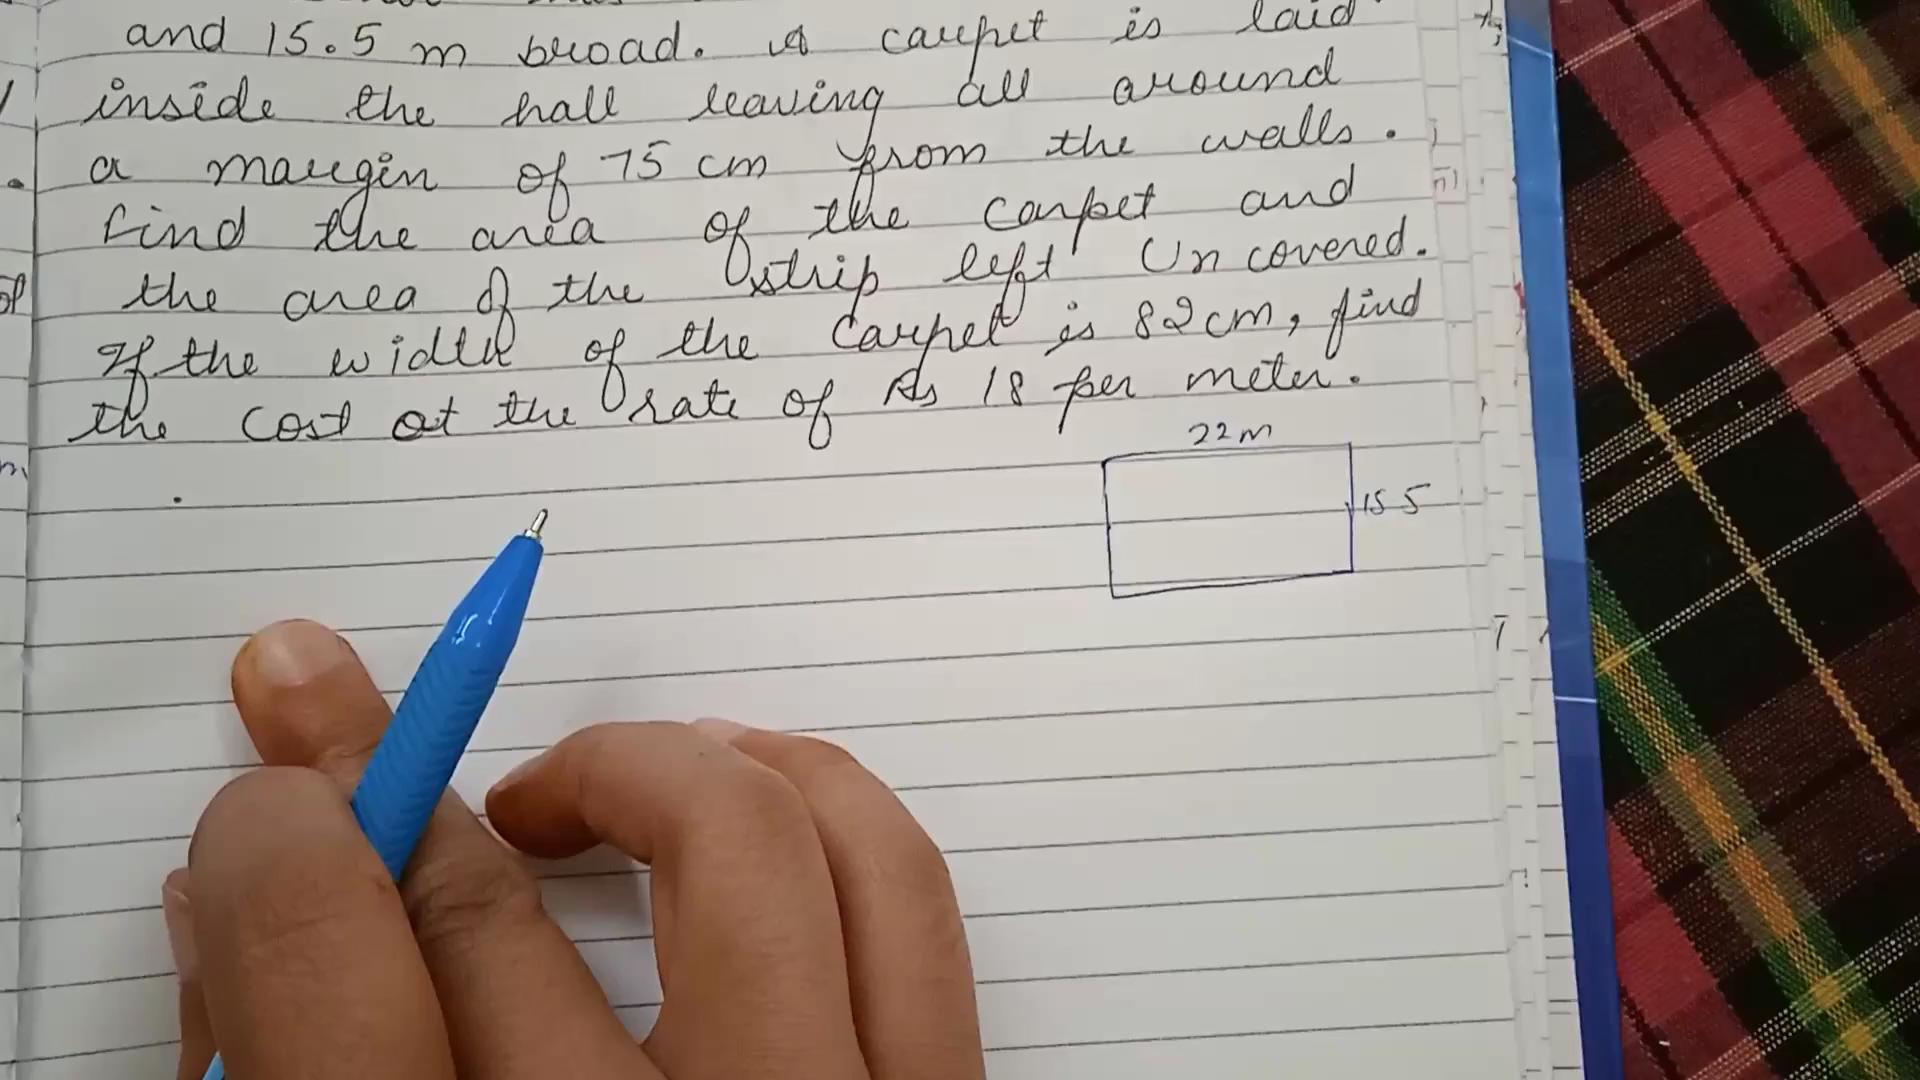 and 15.5 m broad. A carpet is laid
inside the hall leaving all around
a margin of 75 cm from the walls.
find the area of the carpet and
the area of the strip left Uncovered.
If the width of the carpet is 82 cm, find
the cost at the rate of Rs 18 per meter.
22 m
15 5